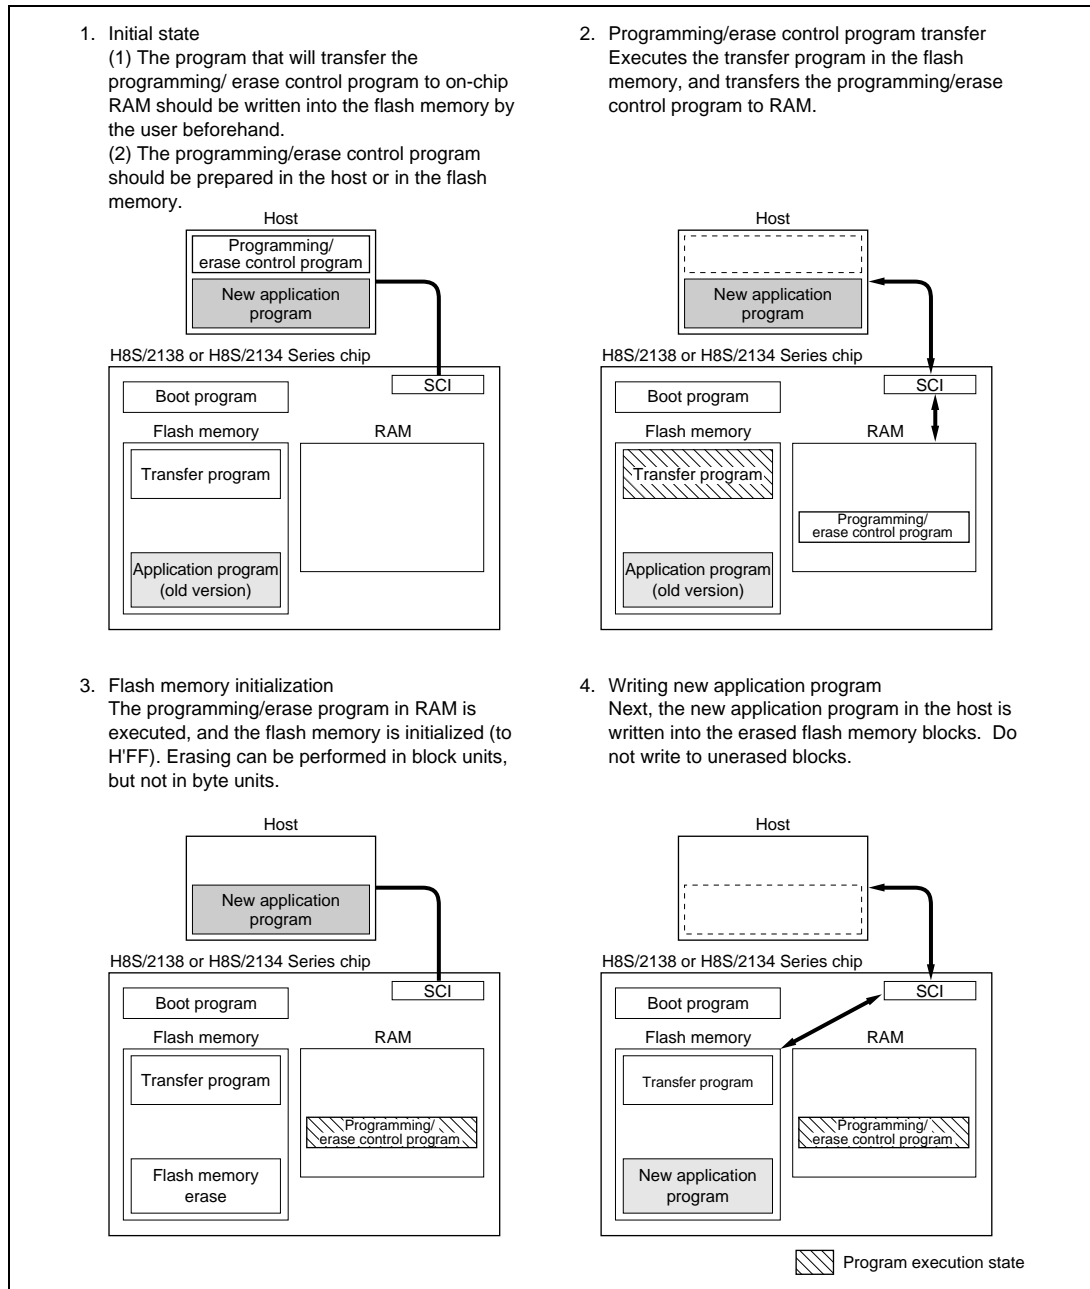 1. Initial state
(1) The program that will transfer the
programming/ erase control program to on-chip
RAM should be written into the flash memory by
the user beforehand.
(2) The programming/erase control program
should be prepared in the host or in the flash
memory.
Host
Programming/
erase control program
New application
program
H8S/2138 or H8S/2134 Series chip
SCI
Boot program
Flash memory
RAM
Transfer program
Application program
(old version)
2. Programming/erase control program transfer
Executes the transfer program in the flash
memory, and transfers the programming/erase
control program to RAM.
Host
New application
program
H8S/2138 or H8S/2134 Series chip
SCI
Boot program
Flash memory
RAM
Transfer program
Programming/
erase control program
Application program
(old version)
3. Flash memory initialization
The programming/erase program in RAM is
executed, and the flash memory is initialized (to
H'FF). Erasing can be performed in block units,
but not in byte units.
Host
New application
program
H8S/2138 or H8S/2134 Series chip
SCI
Boot program
Flash memory
RAM
Transfer program
Programming/
erase control program
Flash memory
erase
4. Writing new application program
Next, the new application program in the host is
written into the erased flash memory blocks. Do
not write to unerased blocks.
Host
H8S/2138 or H8S/2134 Series chip
SCI
Boot program
Flash memory
RAM
Transfer program
Programming/
erase control program
New application
program
Program execution state